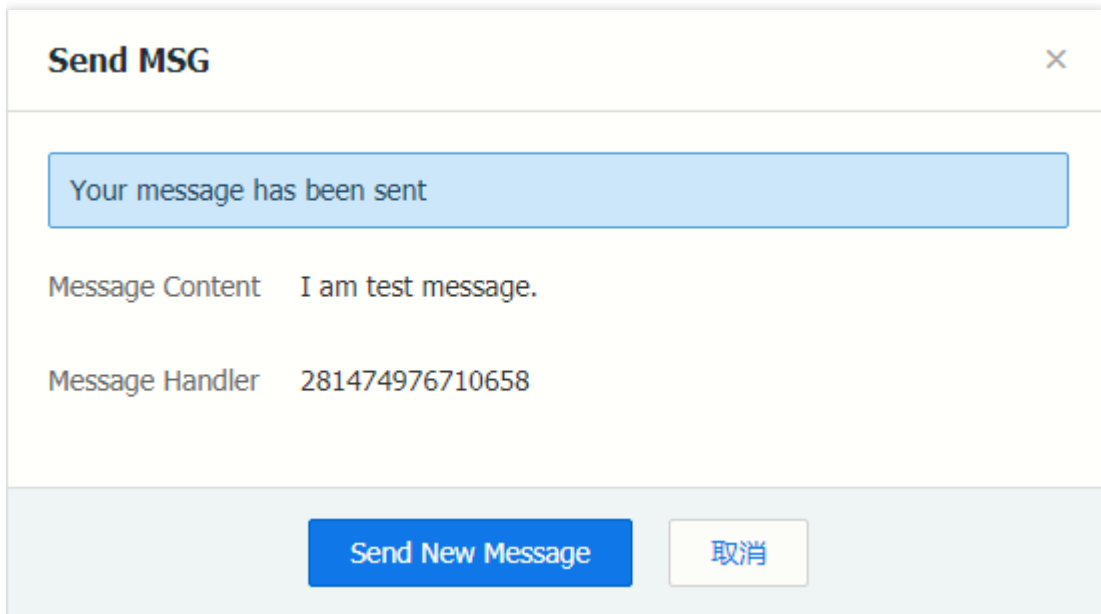 Send MSG
Your message has been sent
Message Content I am test message.
Message Handler 281474976710658
Send New Message 取消